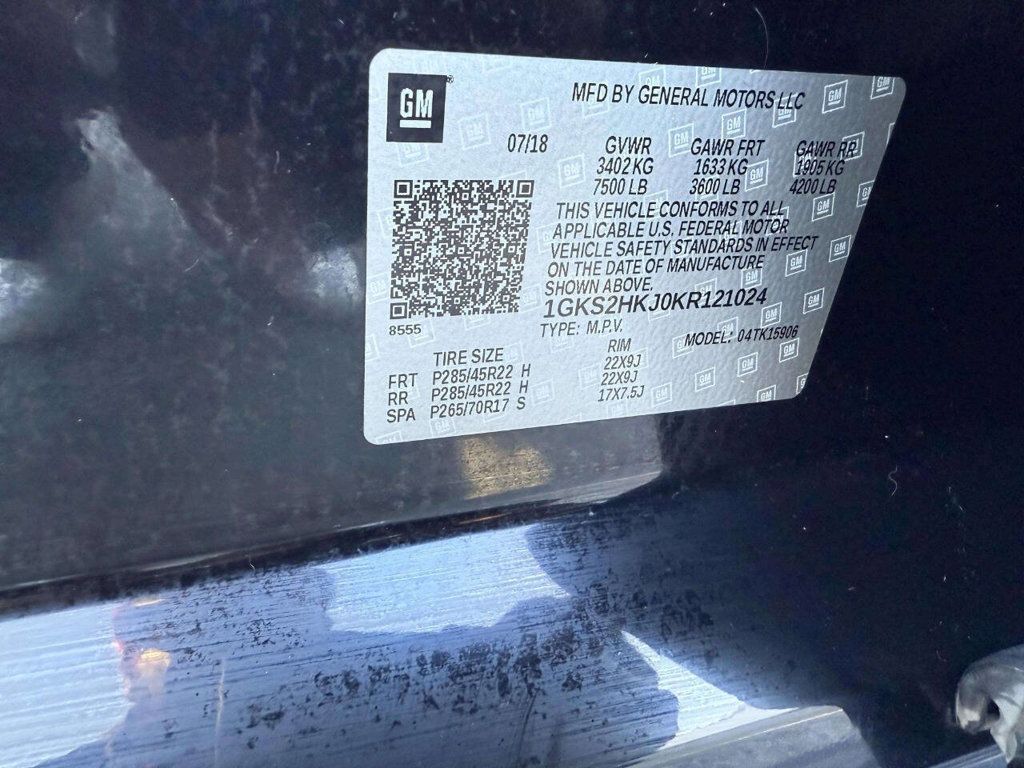 GM
MFD BY GENERAL MOTORS LLC
07/18 GVWR GAWR FRT GAWR RR
3402 KG 1633 KG 1905 KG
7500 LB 3600 LB 4200 LB
THIS VEHICLE CONFORMS TO ALL
APPLICABLE U.S. FEDERAL MOTOR
VEHICLE SAFETY STANDARDS IN EFFECT
ON THE DATE OF MANUFACTURE
SHOWN ABOVE.
1GKS2HKJ0KR121024
8555
TYPE: M.P.V. MODEL: 04TK15906
TIRE SIZE RIM
FRT P285/45R22 H 22X9J
RR P285/45R22 H 22X9J
SPA P265/70R17 S 17X7.5J